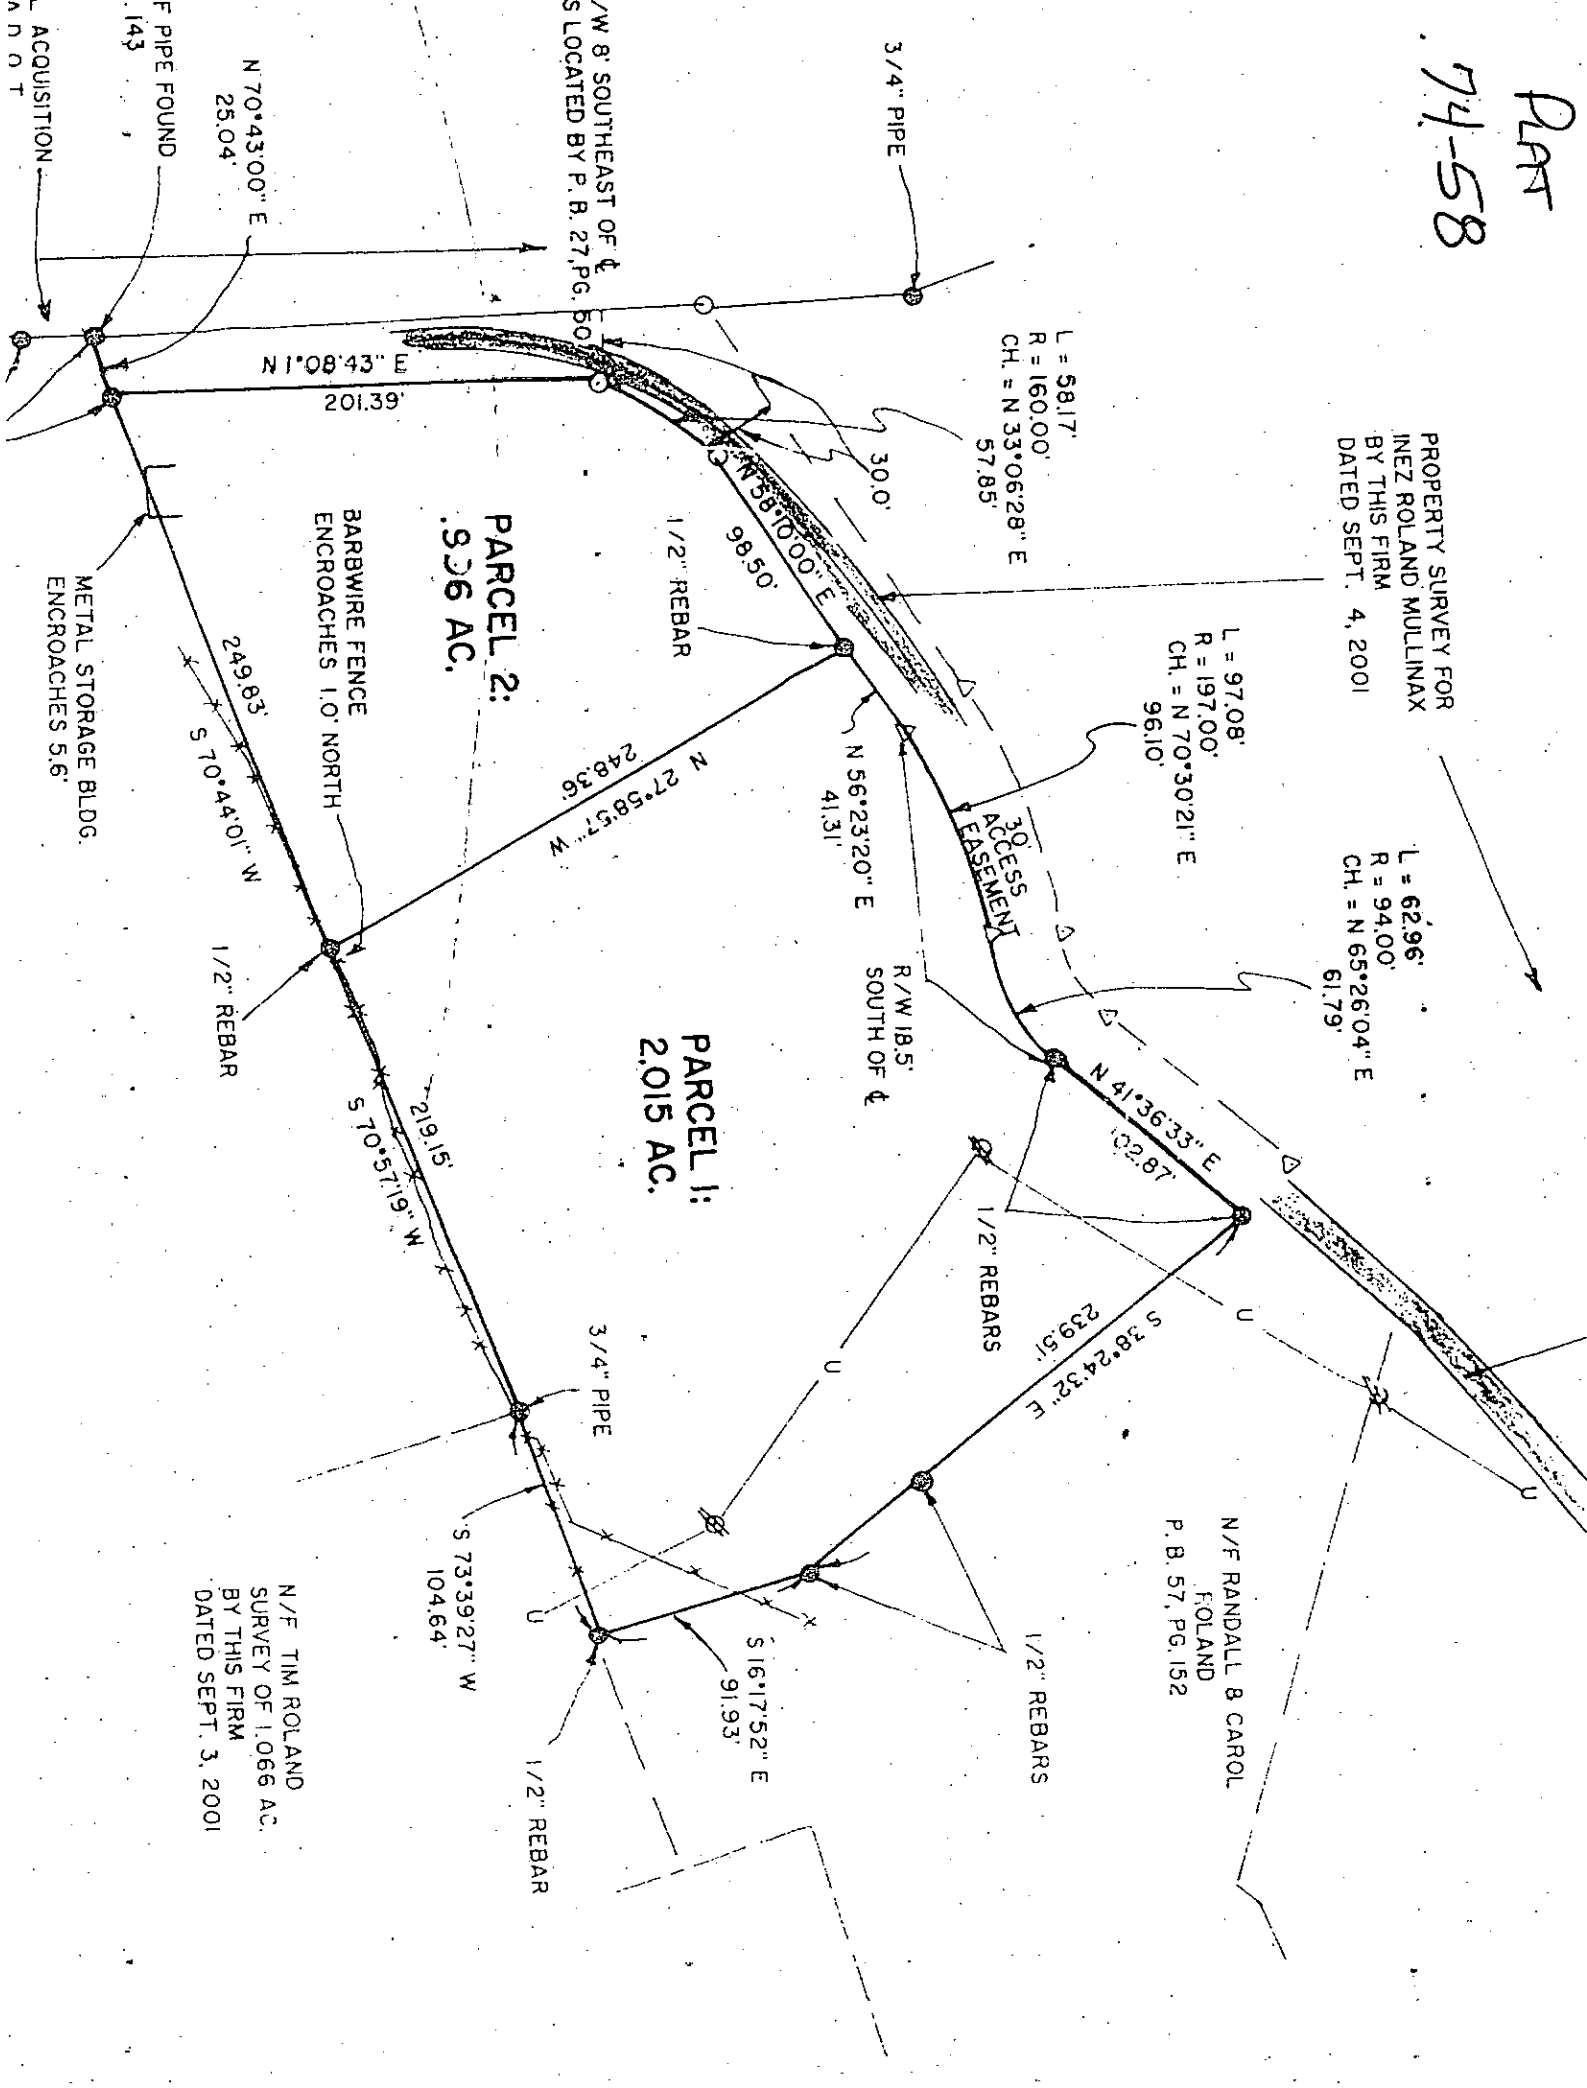 PLAT
74-58
3/4" PIPE
/W 8' SOUTHEAST OF ℄
S LOCATED BY P. B. 27, PG. 50
N 70°43'00" E
25.04'
F PIPE FOUND
.143
L ACQUISITION
PROPERTY SURVEY FOR
INEZ ROLAND MULLINAX
BY THIS FIRM
DATED SEPT. 4, 2001
L = 58.17'
R = 160.00'
CH. = N 33°06'28" E
57.85'
30.0'
L = 97.08'
R = 197.00'
CH. = N 70°30'21" E
96.10'
L = 62.96'
R = 94.00'
CH. = N 65°26'04" E
61.79'
N 1°08'43" E
201.39'
N 58°10'00" E
98.50'
1/2" REBAR
N 56°23'20" E
41.31'
30'
ACCESS
EASEMENT
R/W 18.5'
SOUTH OF ℄
N 41°36'33" E
02.87'
1/2" REBARS
PARCEL 2:
AC.
N 27°58'57" W
248.36'
PARCEL 1:
2.015 AC.
S 38°24'32" E
239.51'
N/F RANDALL & CAROL
ROLAND
P. B. 57, PG. 152
1/2" REBARS
BARBWIRE FENCE
ENCROACHES 1.0' NORTH
METAL STORAGE BLDG.
ENCROACHES 5.6'
249.83'
S 70°44'01" W
1/2" REBAR
219.15'
S 70°57'19" W
3/4" PIPE
S 73°39'27" W
104.64'
S 16°17'52" E
91.93'
1/2" REBAR
N/F TIM ROLAND
SURVEY OF 1.066 AC.
BY THIS FIRM
DATED SEPT. 3, 2001
U
U
U
U